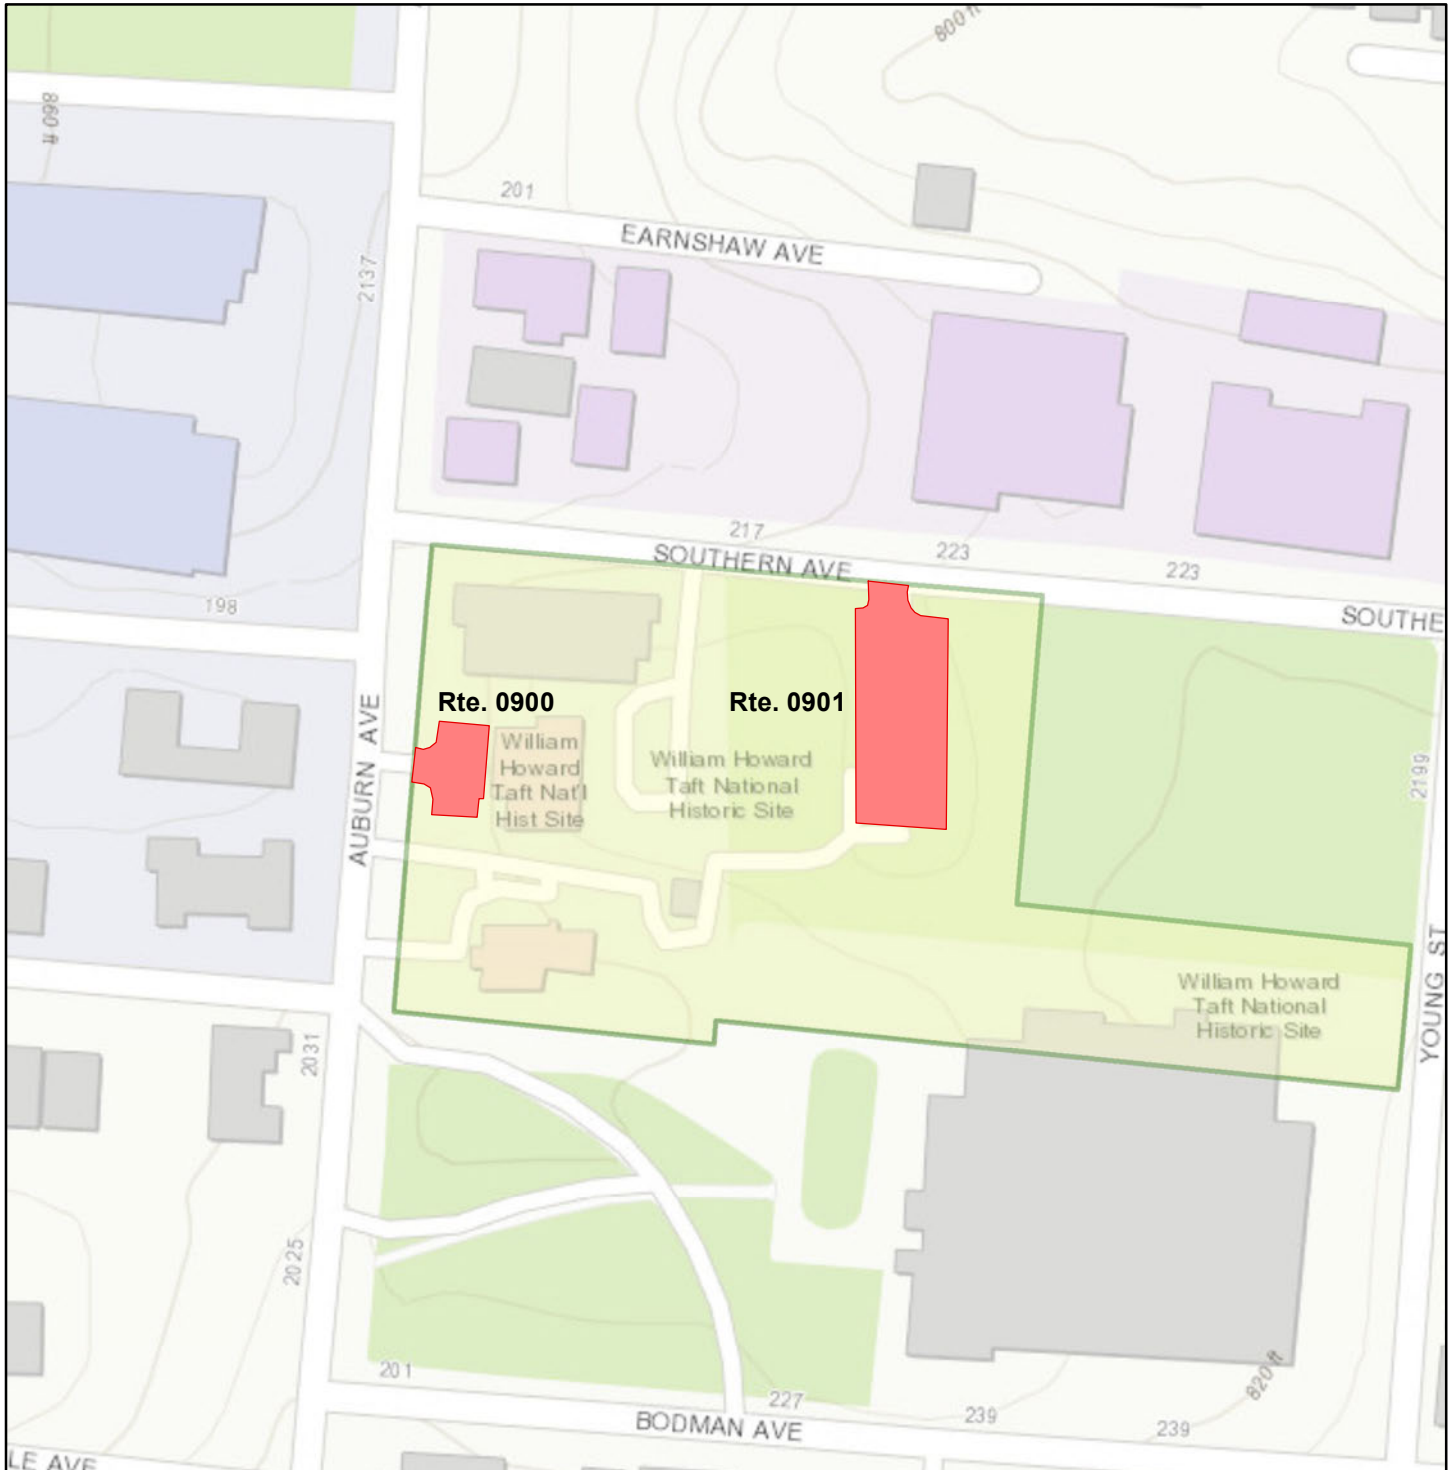 800 ft
860 ft
201
EARNSHAW AVE
2137
217
SOUTHERN AVE
223
223
198
SOUTHE
Rte. 0900
Rte. 0901
AUBURN AVE
William
Howard
Taft Nat'l
Hist Site
William Howard
Taft National
Historic Site
2199
William Howard
Taft National
Historic Site
YOUNG ST
2031
2025
201
227
820 ft
239
239
BODMAN AVE
LE AVE